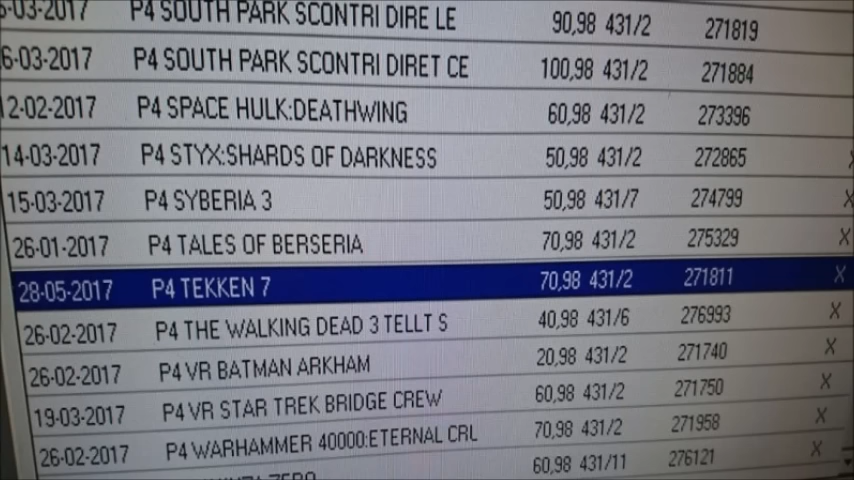 -03-2017 P4 SOUTH PARK SCONTRI DIRE LE 90,98 431/2 271819
6-03-2017 P4 SOUTH PARK SCONTRI DIRET CE 100,98 431/2 271884
12-02-2017 P4 SPACE HULK:DEATHWING 60,98 431/2 273396
14-03-2017 P4 STYX:SHARDS OF DARKNESS 50,98 431/2 272865 X
15-03-2017 P4 SYBERIA 3 50,98 431/7 274799 X
26-01-2017 P4 TALES OF BERSERIA 70,98 431/2 275329 X
28-05-2017 P4 TEKKEN 7 70,98 431/2 271811 X
26-02-2017 P4 THE WALKING DEAD 3 TELLT S 40,98 431/6 276993 X
26-02-2017 P4 VR BATMAN ARKHAM 20,98 431/2 271740 X
19-03-2017 P4 VR STAR TREK BRIDGE CREW 60,98 431/2 271750 X
26-02-2017 P4 WARHAMMER 40000:ETERNAL CRU 70,98 431/2 271958 X
60,98 431/11 276121 X